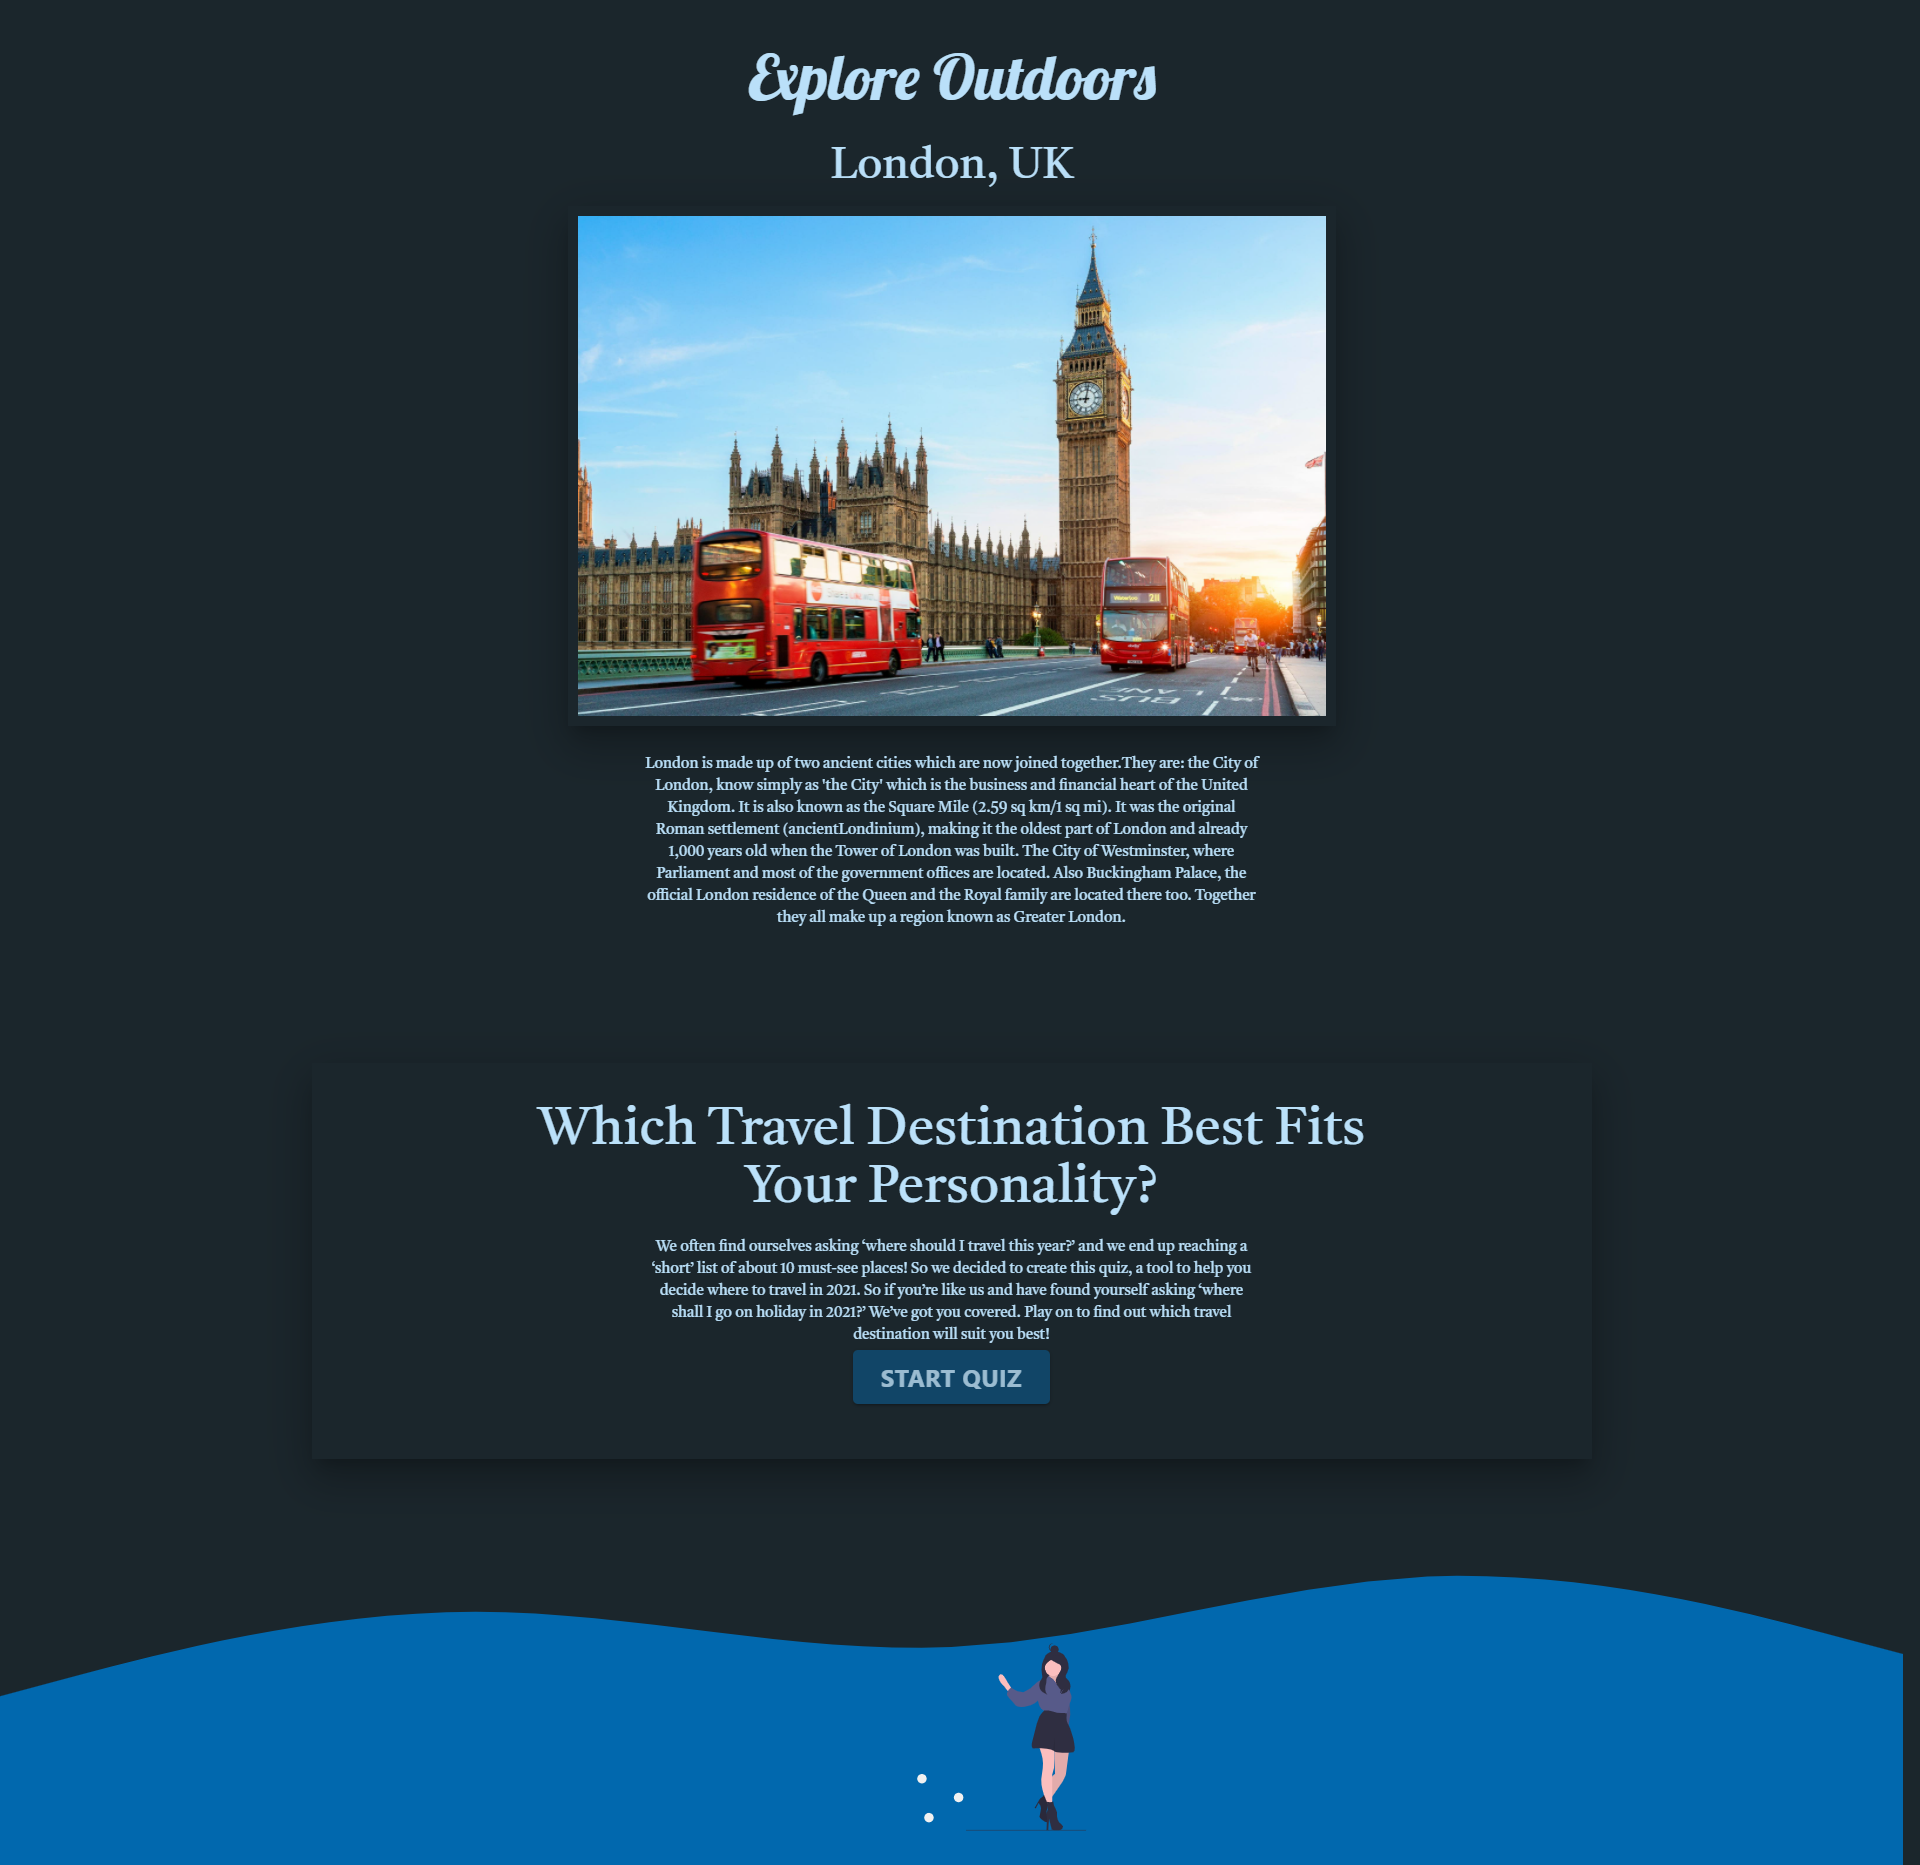 Explore Outdoors
London, UK
Waterloo 211
BUS
LANE
London is made up of two ancient cities which are now joined together.They are: the City of
London, know simply as 'the City' which is the business and financial heart of the United
Kingdom. It is also known as the Square Mile (2.59 sq km/1 sq mi). It was the original
Roman settlement (ancientLondinium), making it the oldest part of London and already
1,000 years old when the Tower of London was built. The City of Westminster, where
Parliament and most of the government offices are located. Also Buckingham Palace, the
official London residence of the Queen and the Royal family are located there too. Together
they all make up a region known as Greater London.
Which Travel Destination Best Fits
Your Personality?
We often find ourselves asking ‘where should I travel this year?’ and we end up reaching a
‘short’ list of about 10 must-see places! So we decided to create this quiz, a tool to help you
decide where to travel in 2021. So if you’re like us and have found yourself asking ‘where
shall I go on holiday in 2021?’ We’ve got you covered. Play on to find out which travel
destination will suit you best!
START QUIZ